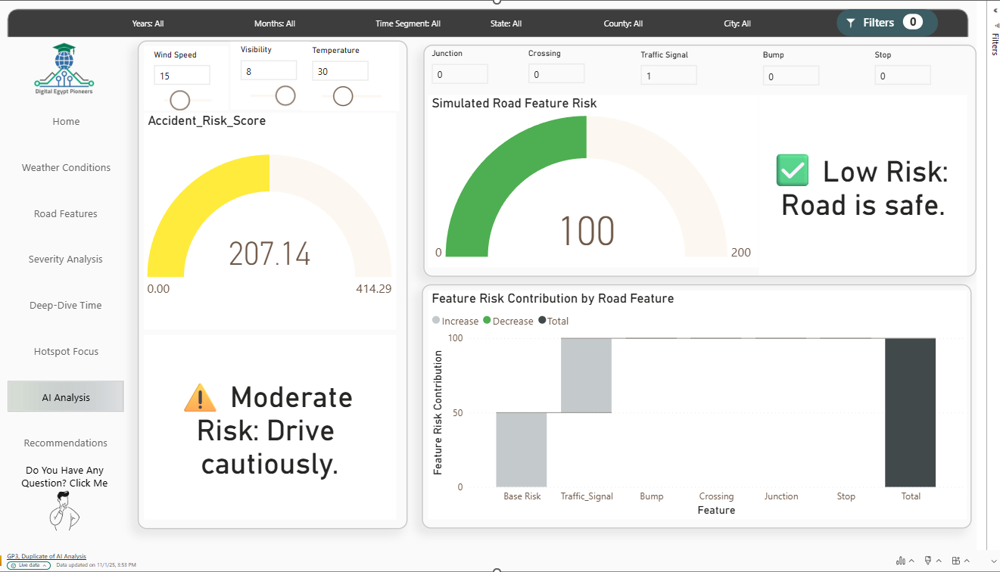 Years: All
Months: All
Time Segment: All
State: All
County: All
City: All
Filters 0
Filters
Digital Egypt Pioneers
Home
Weather Conditions
Road Features
Severity Analysis
Deep-Dive Time
Hotspot Focus
AI Analysis
Recommendations
Do You Have Any
Question? Click Me
Wind Speed
15
Visibility
8
Temperature
30
Accident_Risk_Score
207.14
0.00
414.29
⚠️ Moderate
Risk: Drive
cautiously.
Junction
0
Crossing
0
Traffic Signal
1
Bump
0
Stop
0
Simulated Road Feature Risk
100
0
200
✅ Low Risk:
Road is safe.
Feature Risk Contribution by Road Feature
Increase Decrease Total
Feature Risk Contribution
100
50
0
Base Risk
Traffic_Signal
Bump
Crossing
Junction
Stop
Total
Feature
GP3, Duplicate of AI Analysis
Live data
Data updated on 11/1/25, 3:53 PM